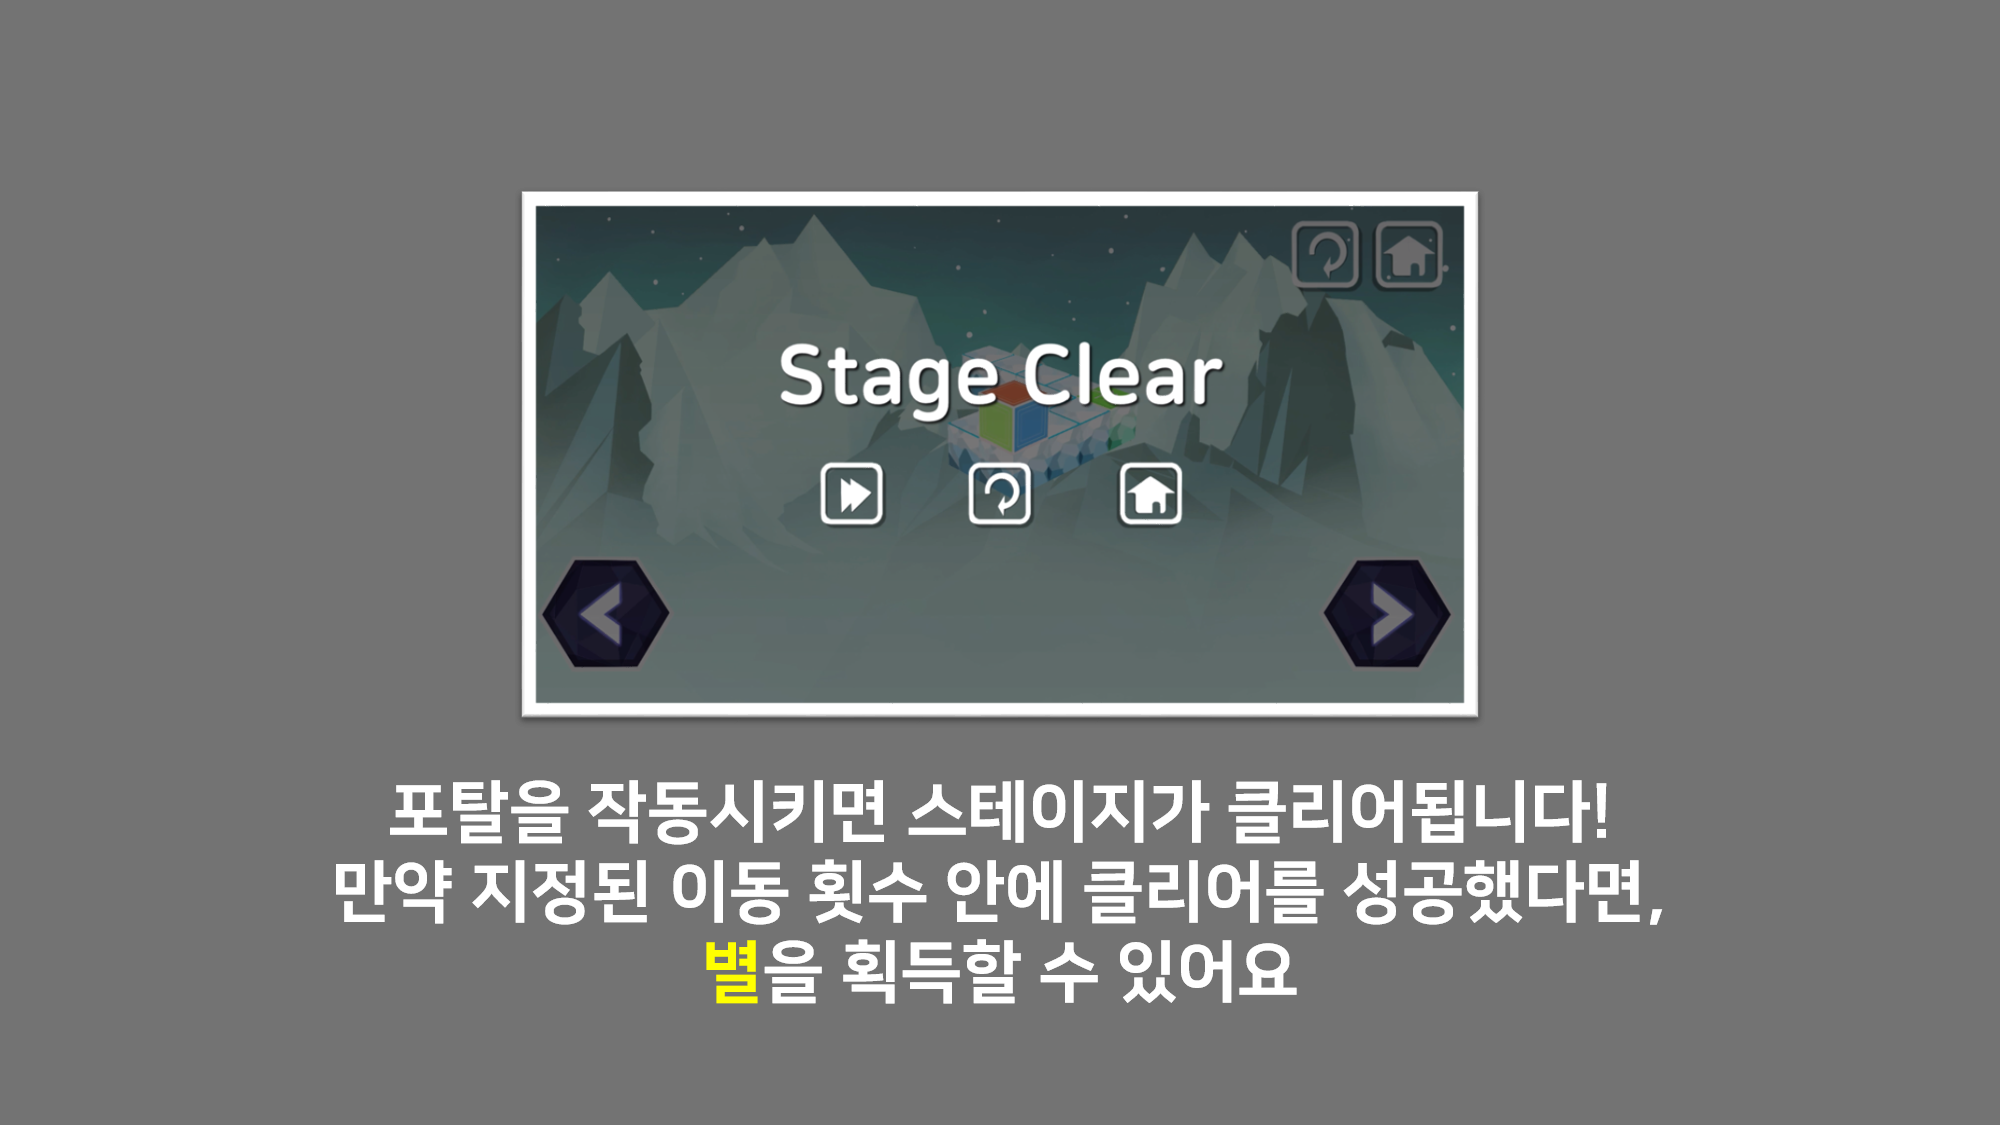 Stage Clear
포탈을 작동시키면 스테이지가 클리어됩니다!
만약 지정된 이동 횟수 안에 클리어를 성공했다면,
별을 획득할 수 있어요